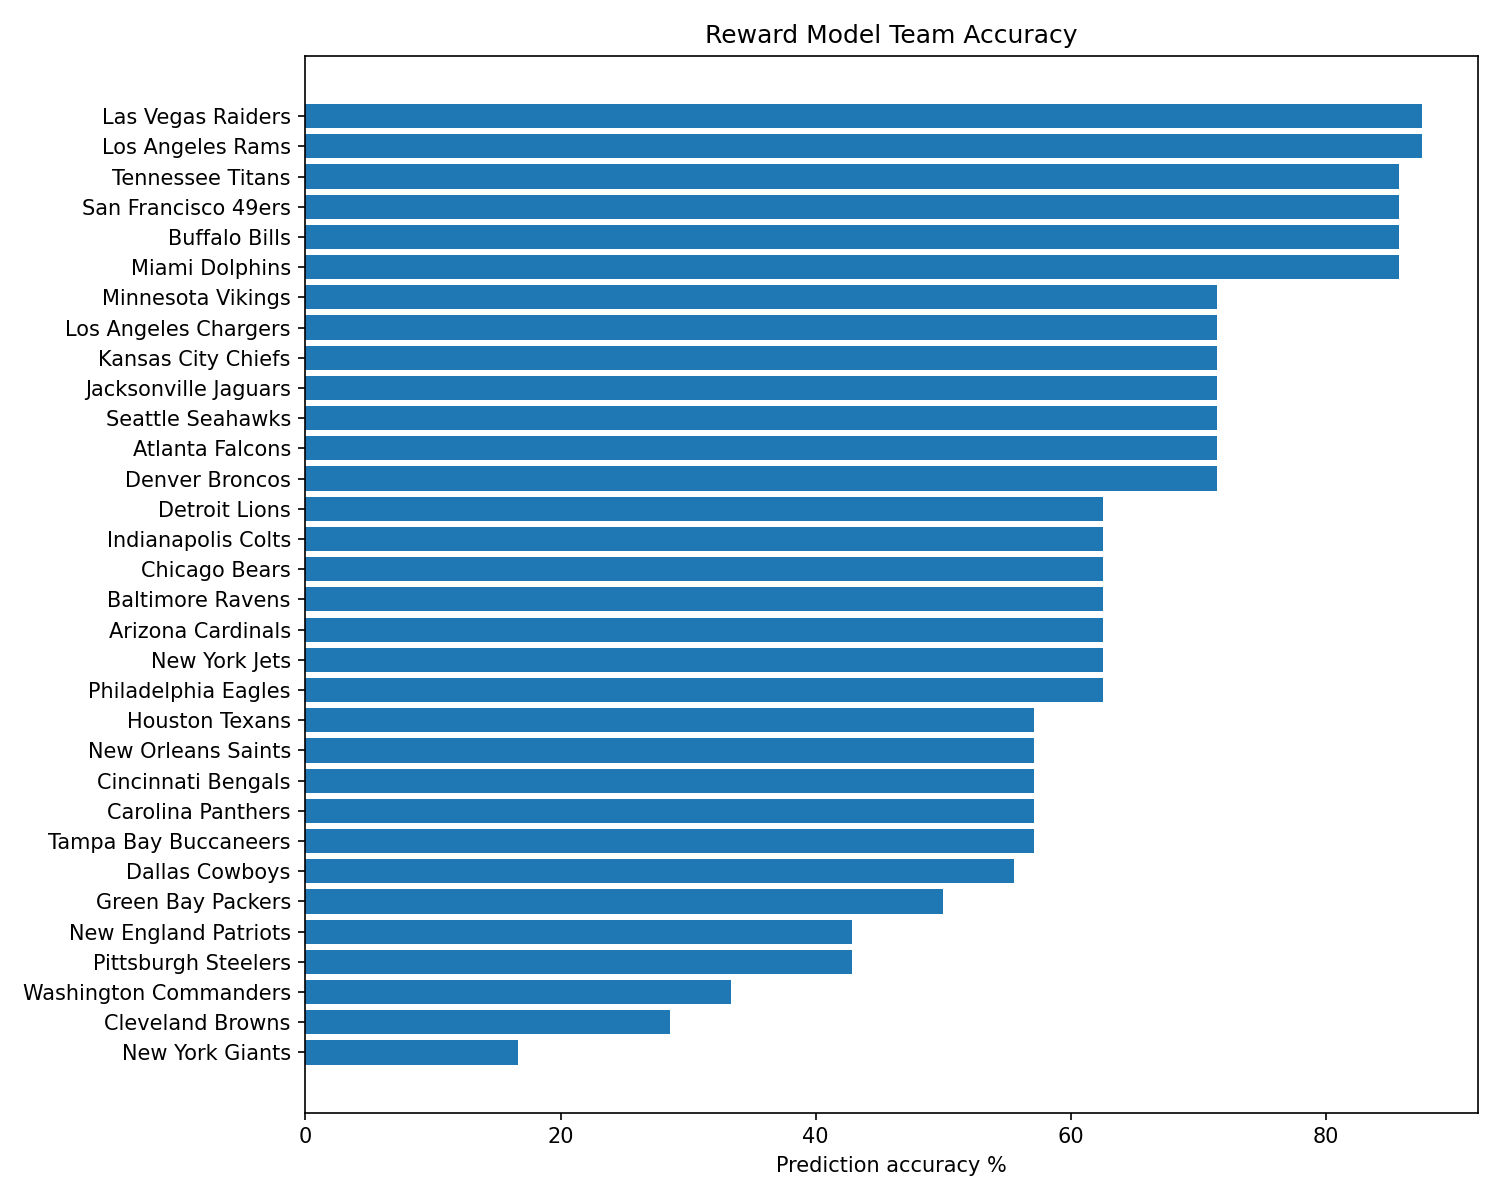 Reward Model Team Accuracy
Las Vegas Raiders
Los Angeles Rams
Tennessee Titans
San Francisco 49ers
Buffalo Bills
Miami Dolphins
Minnesota Vikings
Los Angeles Chargers
Kansas City Chiefs
Jacksonville Jaguars
Seattle Seahawks
Atlanta Falcons
Denver Broncos
Detroit Lions
Indianapolis Colts
Chicago Bears
Baltimore Ravens
Arizona Cardinals
New York Jets
Philadelphia Eagles
Houston Texans
New Orleans Saints
Cincinnati Bengals
Carolina Panthers
Tampa Bay Buccaneers
Dallas Cowboys
Green Bay Packers
New England Patriots
Pittsburgh Steelers
Washington Commanders
Cleveland Browns
New York Giants
0 20 40 60 80
Prediction accuracy %